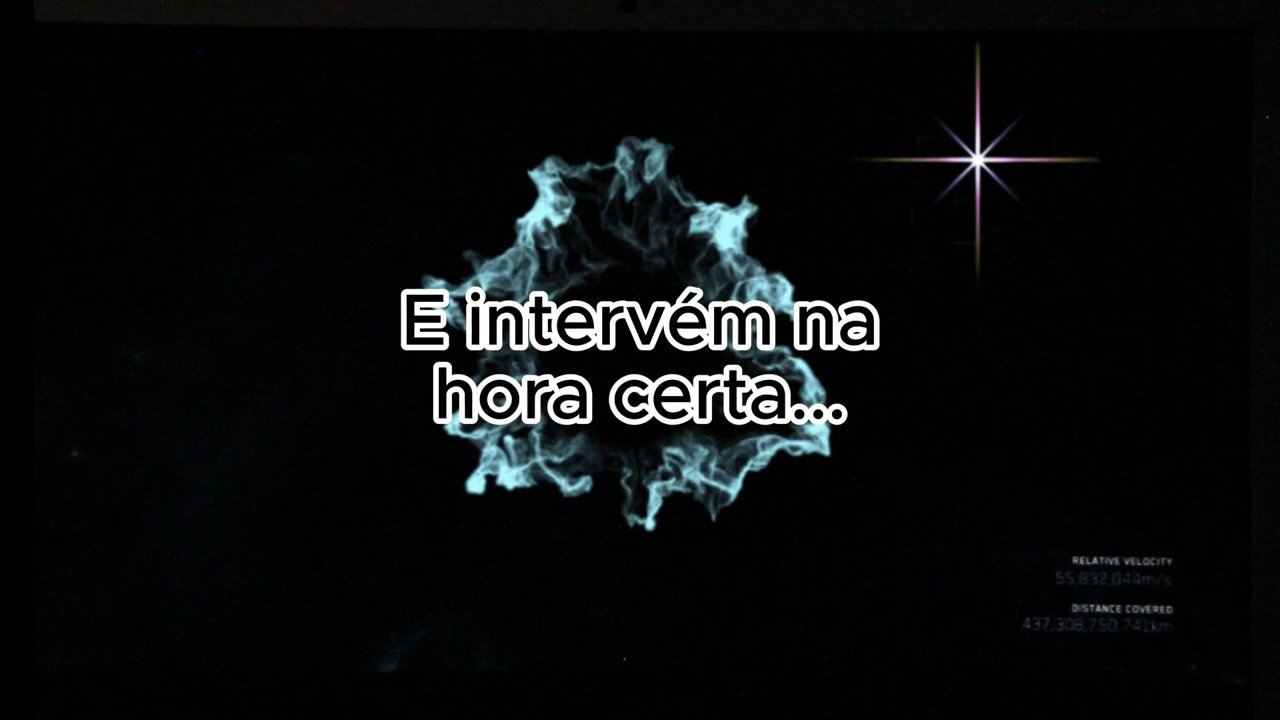 E intervém na
hora certa...
RELATIVE VELOCITY
55,832,044m/s
DISTANCE COVERED
437,308,750.741km